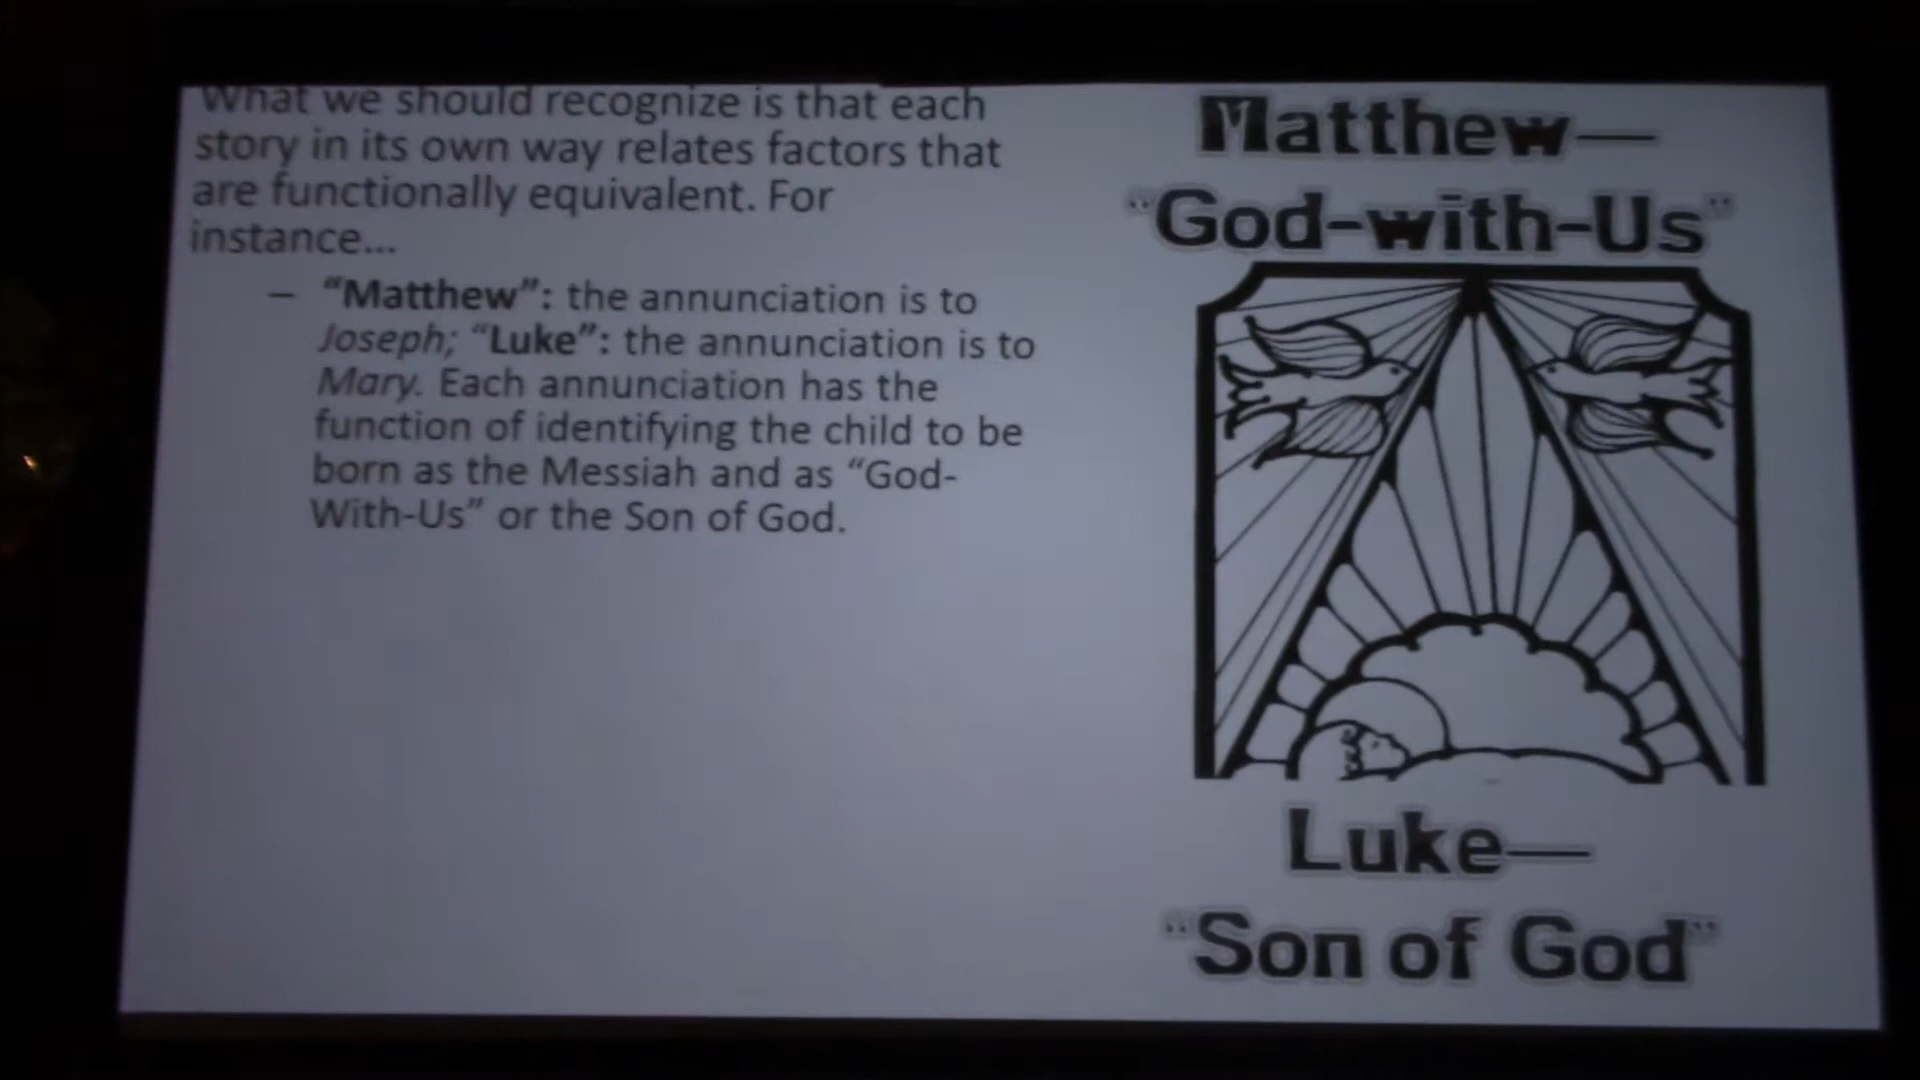 What we should recognize is that each
story in its own way relates factors that
are functionally equivalent. For
instance...
– “Matthew”: the annunciation is to
Joseph; “Luke”: the annunciation is to
Mary. Each annunciation has the
function of identifying the child to be
born as the Messiah and as “God-
With-Us” or the Son of God.
Matthew—
“God-with-Us”
Luke—
“Son of God”